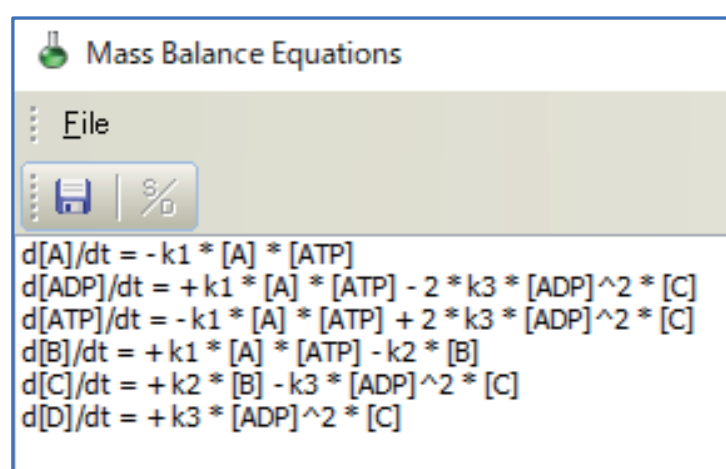 Mass Balance Equations
File
S/D
d[A]/dt = -k1 * [A] * [ATP]
d[ADP]/dt = +k1 * [A] * [ATP] - 2 * k3 * [ADP]^2 * [C]
d[ATP]/dt = -k1 * [A] * [ATP] + 2 * k3 * [ADP]^2 * [C]
d[B]/dt = +k1 * [A] * [ATP] -k2 * [B]
d[C]/dt = +k2 * [B] -k3 * [ADP]^2 * [C]
d[D]/dt = +k3 * [ADP]^2 * [C]